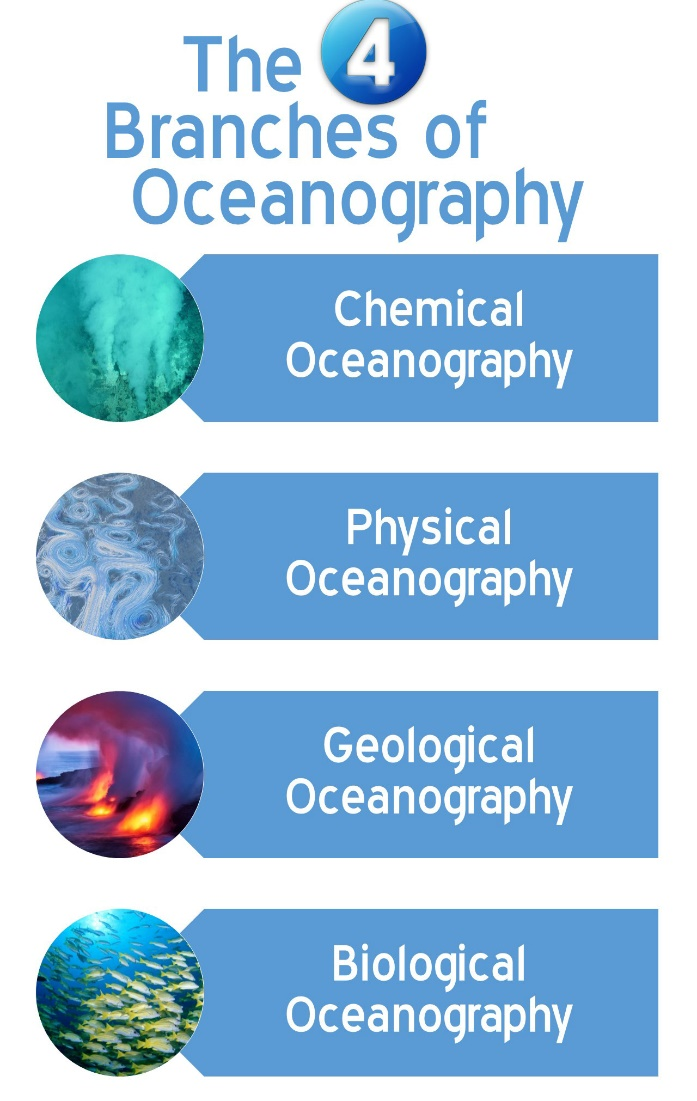 The 4
Branches of
Oceanography
Chemical
Oceanography
Physical
Oceanography
Geological
Oceanography
Biological
Oceanography